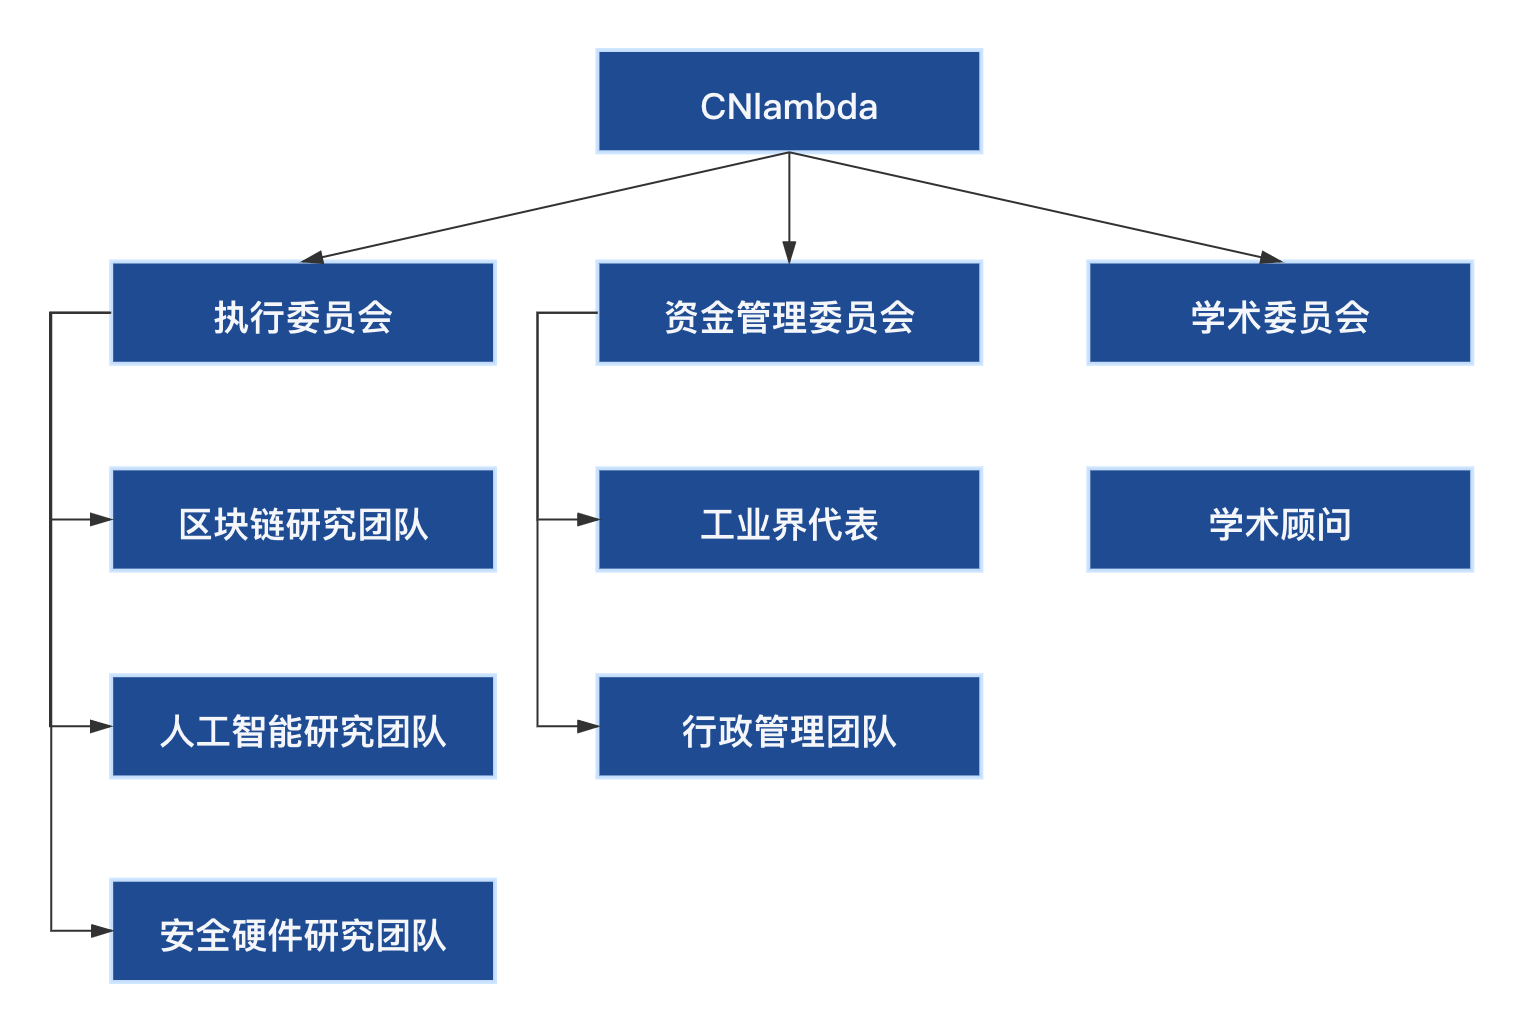 CNlambda
执行委员会
资金管理委员会
学术委员会
区块链研究团队
工业界代表
学术顾问
人工智能研究团队
行政管理团队
安全硬件研究团队